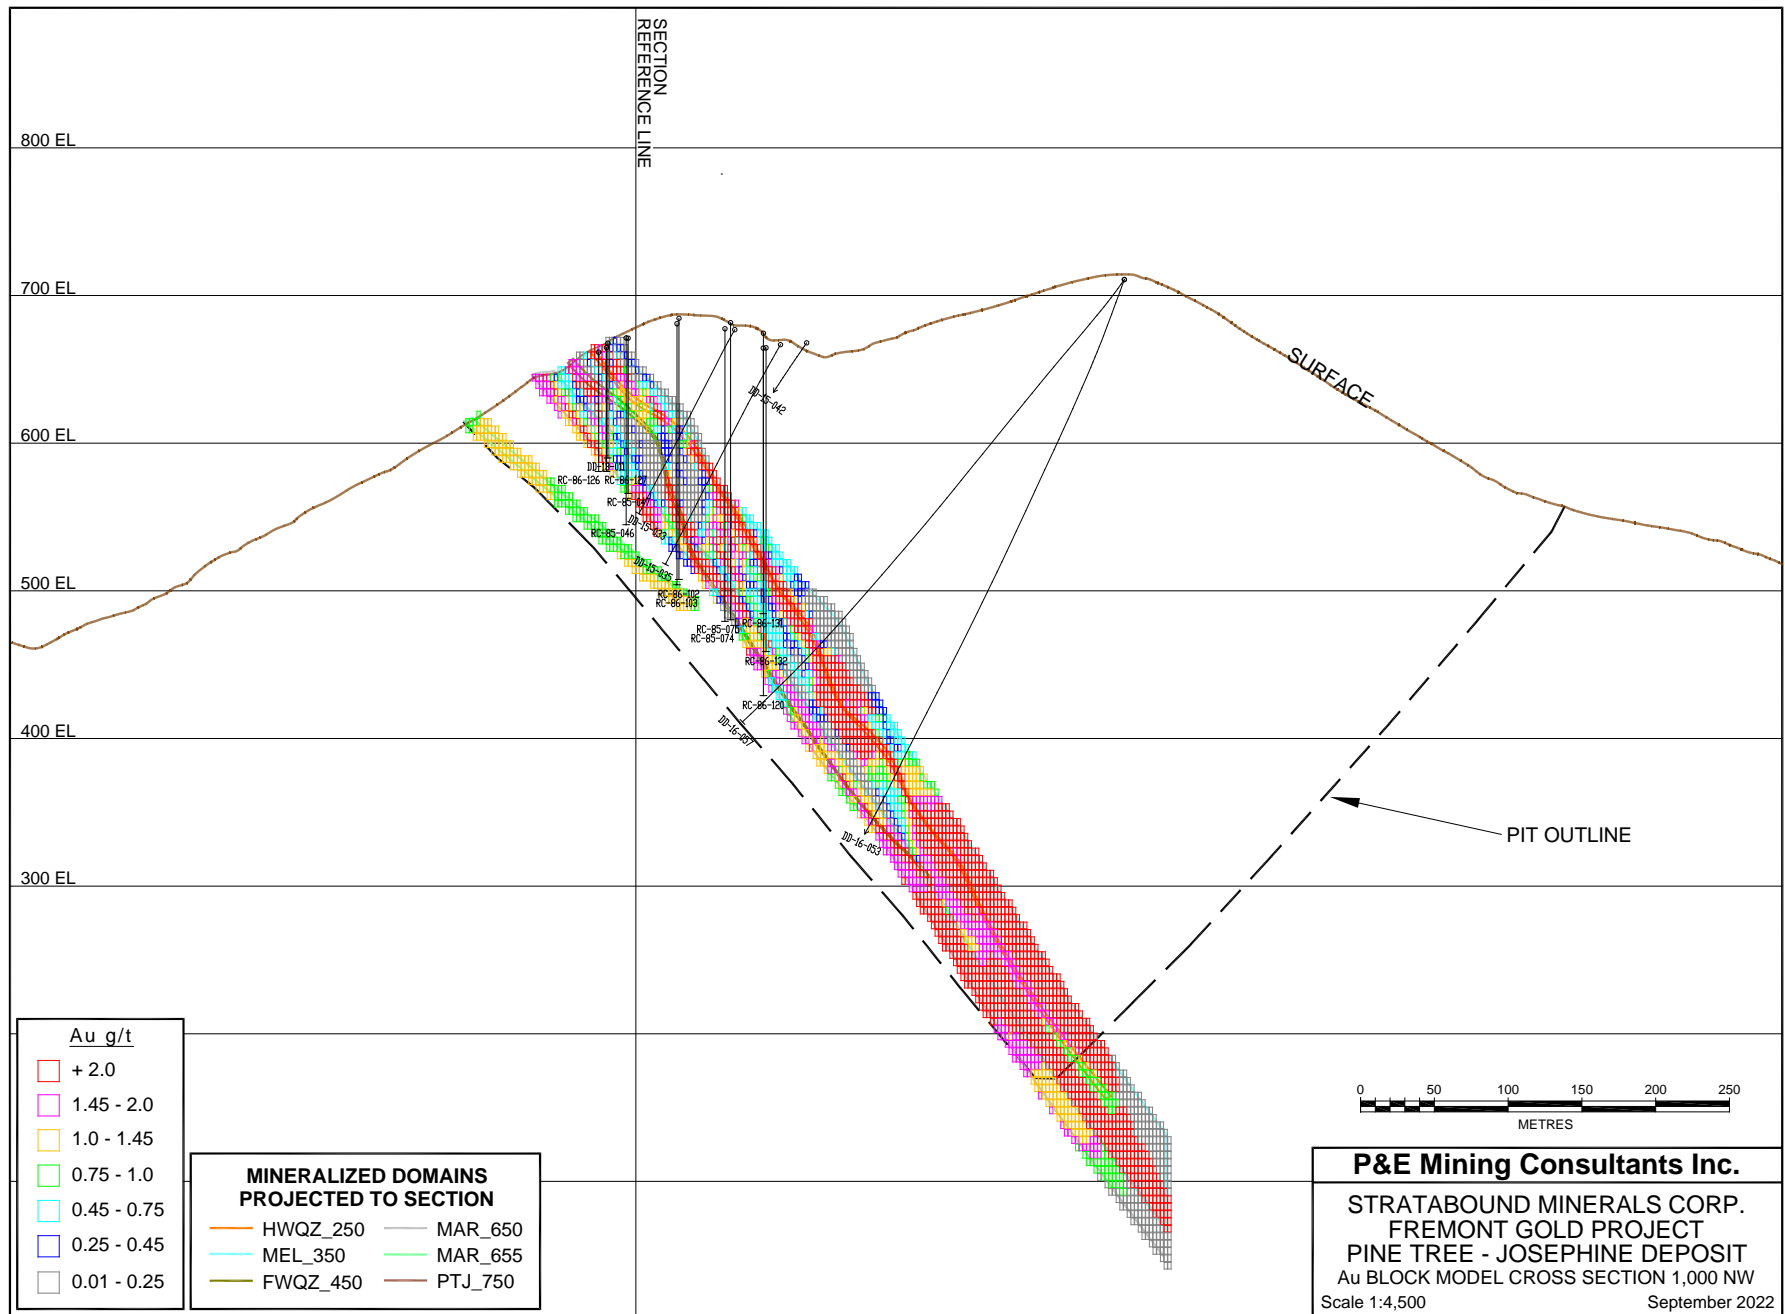 SECTION
REFERENCE LINE
800 EL
700 EL
600 EL
500 EL
400 EL
300 EL
SURFACE
DD-15-042
RC-86-126
RC-86-127
DD-15-033
RC-85-046
DD-15-035
RC-86-102
RC-86-103
RC-85-075
RC-85-074
RC-86-131
RC-86-132
RC-86-120
DD-16-057
DD-16-053
PIT OUTLINE
Au g/t
+ 2.0
1.45 - 2.0
1.0 - 1.45
0.75 - 1.0
0.45 - 0.75
0.25 - 0.45
0.01 - 0.25
MINERALIZED DOMAINS
PROJECTED TO SECTION
HWQZ_250
MAR_650
MEL_350
MAR_655
FWQZ_450
PTJ_750
0 50 100 150 200 250
METRES
P&E Mining Consultants Inc.
STRATABOUND MINERALS CORP.
FREMONT GOLD PROJECT
PINE TREE - JOSEPHINE DEPOSIT
Au BLOCK MODEL CROSS SECTION 1,000 NW
Scale 1:4,500 September 2022